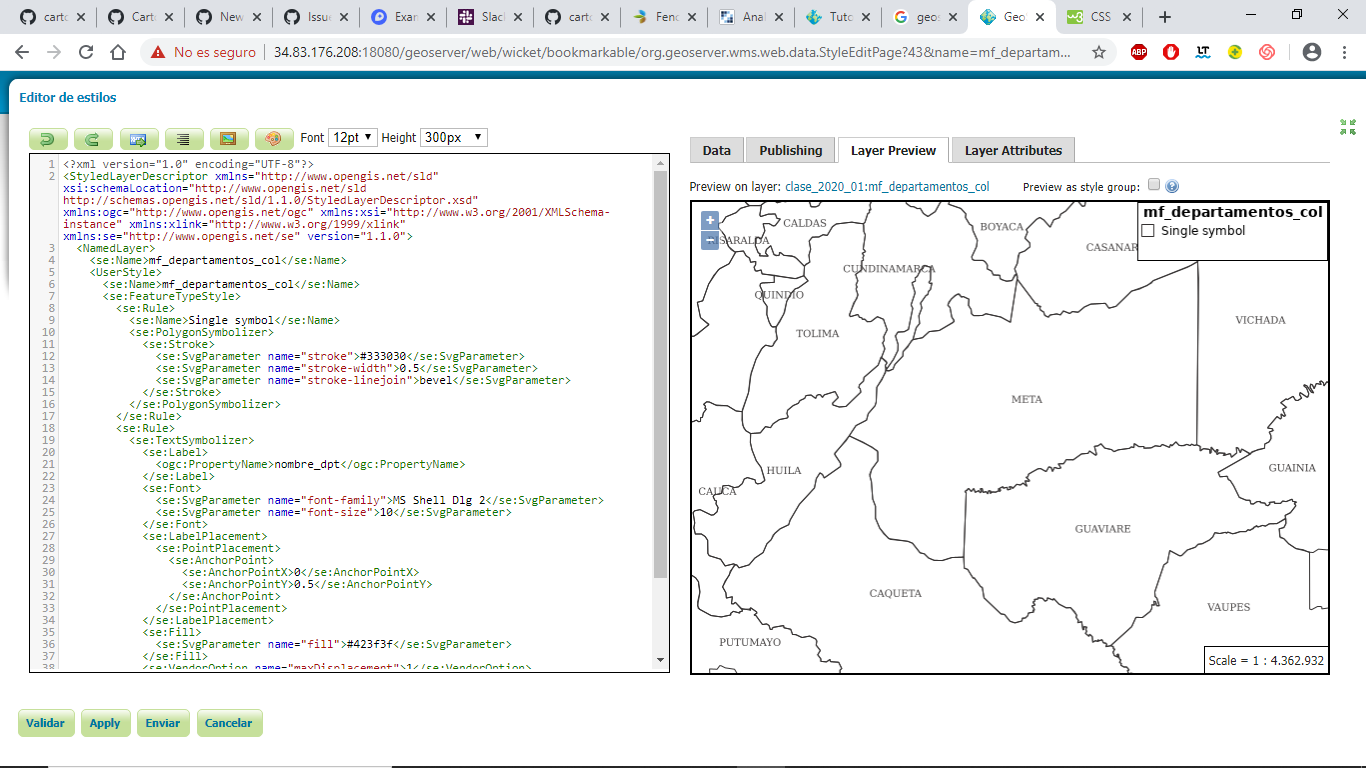 carto
Carto
New
Issue
Exan
Slac
carto
Fenc
Anal
Tuto
geos
Geo
CSS
No es seguro
34.83.176.208:18080/geoserver/web/wicket/bookmarkable/org.geoserver.wms.web.data.StyleEditPage?43&name=mf_departam...
Editor de estilos
Font 12pt Height 300px
1 <?xml version="1.0" encoding="UTF-8"?>
2 <StyledLayerDescriptor xmlns="http://www.opengis.net/sld"
xsi:schemaLocation="http://www.opengis.net/sld
http://schemas.opengis.net/sld/1.1.0/StyledLayerDescriptor.xsd"
xmlns:ogc="http://www.opengis.net/ogc" xmlns:xsi="http://www.w3.org/2001/XMLSchema-
instance" xmlns:xlink="http://www.w3.org/1999/xlink"
xmlns:se="http://www.opengis.net/se" version="1.1.0">
3 <NamedLayer>
4 <se:Name>mf_departamentos_col</se:Name>
5 <UserStyle>
6 <se:Name>mf_departamentos_col</se:Name>
7 <se:FeatureTypeStyle>
8 <se:Rule>
9 <se:Name>Single symbol</se:Name>
10 <se:PolygonSymbolizer>
11 <se:Stroke>
12 <se:SvgParameter name="stroke">#333030</se:SvgParameter>
13 <se:SvgParameter name="stroke-width">0.5</se:SvgParameter>
14 <se:SvgParameter name="stroke-linejoin">bevel</se:SvgParameter>
15 </se:Stroke>
16 </se:PolygonSymbolizer>
17 </se:Rule>
18 <se:Rule>
19 <se:TextSymbolizer>
20 <se:Label>
21 <ogc:PropertyName>nombre_dpt</ogc:PropertyName>
22 </se:Label>
23 <se:Font>
24 <se:SvgParameter name="font-family">MS Shell Dlg 2</se:SvgParameter>
25 <se:SvgParameter name="font-size">10</se:SvgParameter>
26 </se:Font>
27 <se:LabelPlacement>
28 <se:PointPlacement>
29 <se:AnchorPoint>
30 <se:AnchorPointX>0</se:AnchorPointX>
31 <se:AnchorPointY>0.5</se:AnchorPointY>
32 </se:AnchorPoint>
33 </se:PointPlacement>
34 </se:LabelPlacement>
35 <se:Fill>
36 <se:SvgParameter name="fill">#423f3f</se:SvgParameter>
37 </se:Fill>
38 <se:VendorOption name="maxDisplacement">1</se:VendorOption>
Data
Publishing
Layer Preview
Layer Attributes
Preview on layer: clase_2020_01:mf_departamentos_col
Preview as style group:
mf_departamentos_col
Single symbol
CALDAS
BOYACA
RISARALDA
CASANAR
CUNDINAMARCA
QUINDIO
VICHADA
TOLIMA
META
HUILA
GUAINIA
CAUCA
GUAVIARE
CAQUETA
VAUPES
PUTUMAYO
Scale = 1 : 4.362.932
Validar
Apply
Enviar
Cancelar